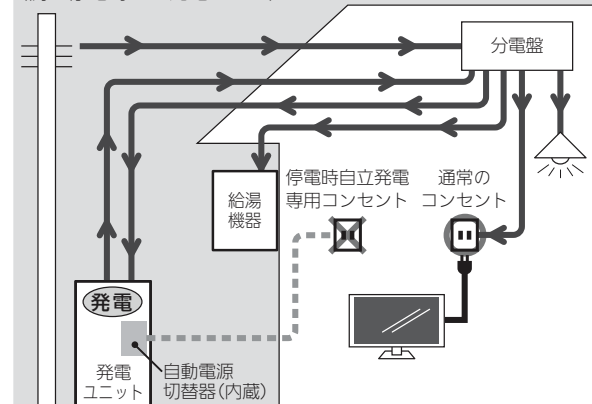 分電盤
停電時自立発電
専用コンセント
通常の
コンセント
給湯
機器
発電
発電
ユニット
自動電源
切替器(内蔵)